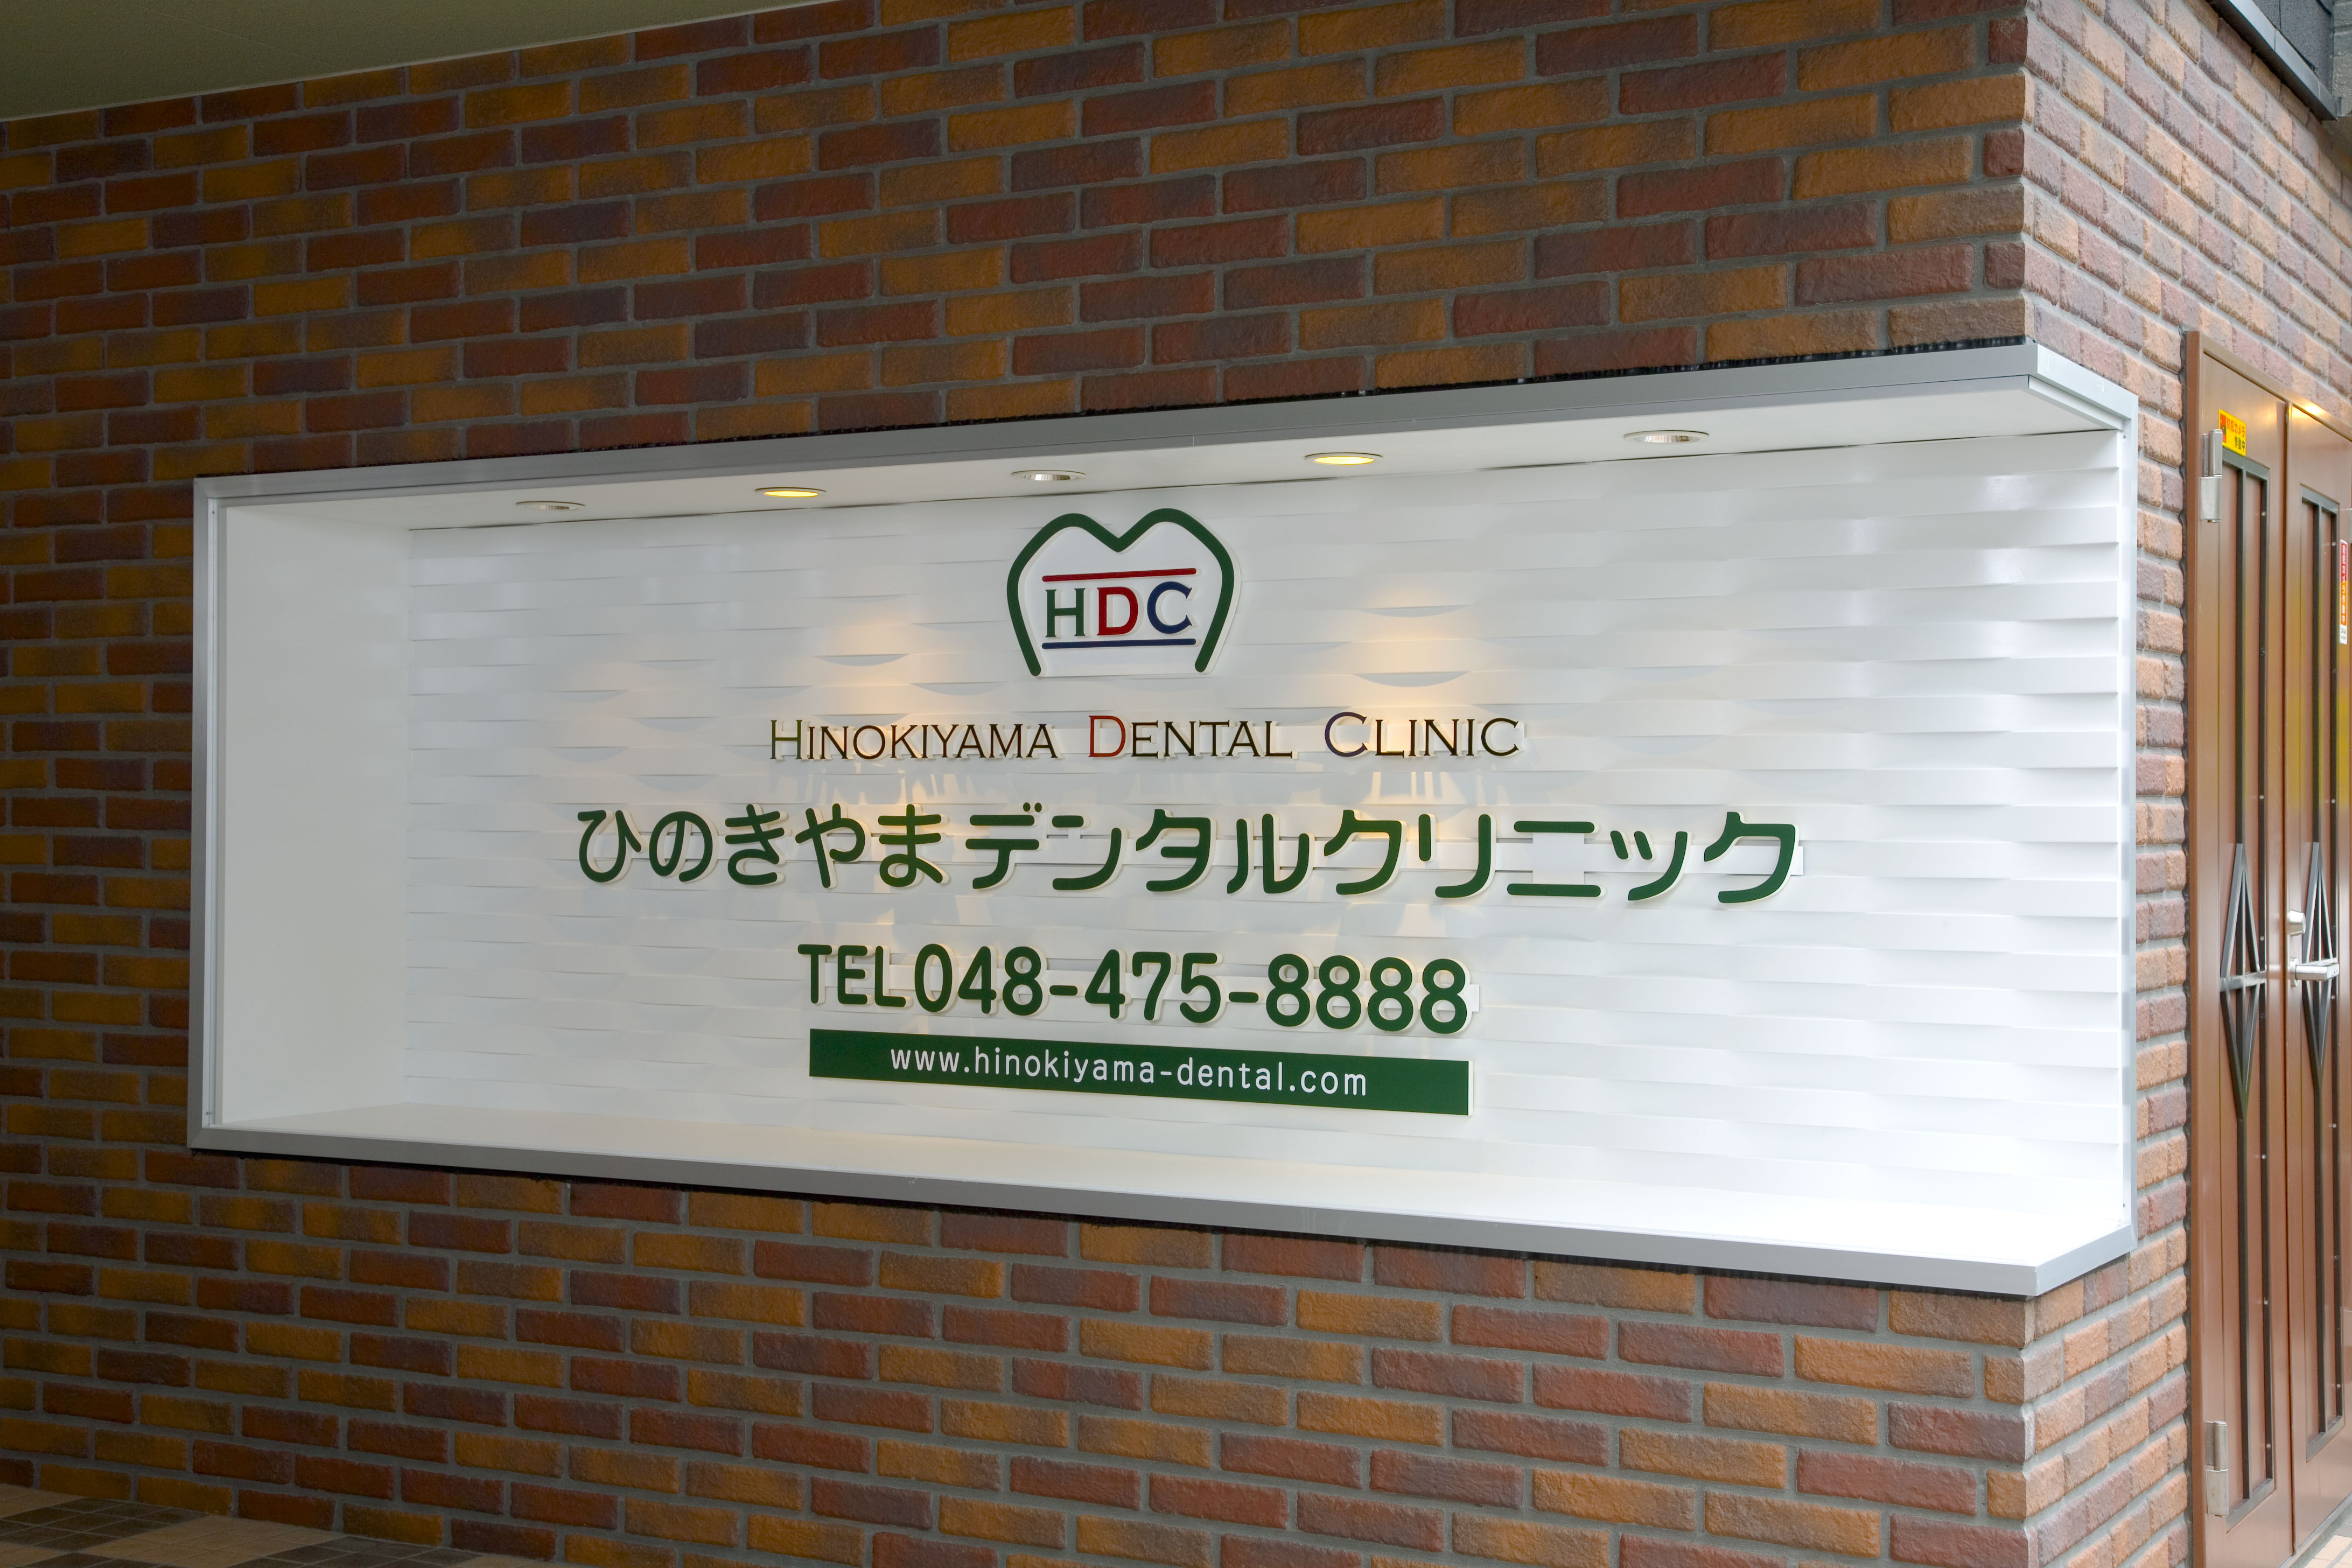 HDC
HINOKIYAMA DENTAL CLINIC
ひのきやまデンタルクリニック
TEL048-475-8888
www.hinokiyama-dental.com